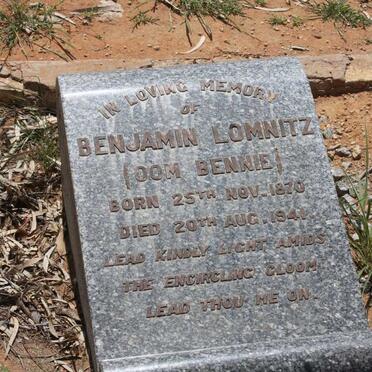 IN LOVING MEMORY
OF
BENJAMIN LOMNITZ
(OOM BENNIE)
BORN 25TH NOV. 1870
DIED 20TH AUG. 1941.
LEAD KINDLY LIGHT AMIDS
THE ENCIRCLING GLOOM
LEAD THOU ME ON.